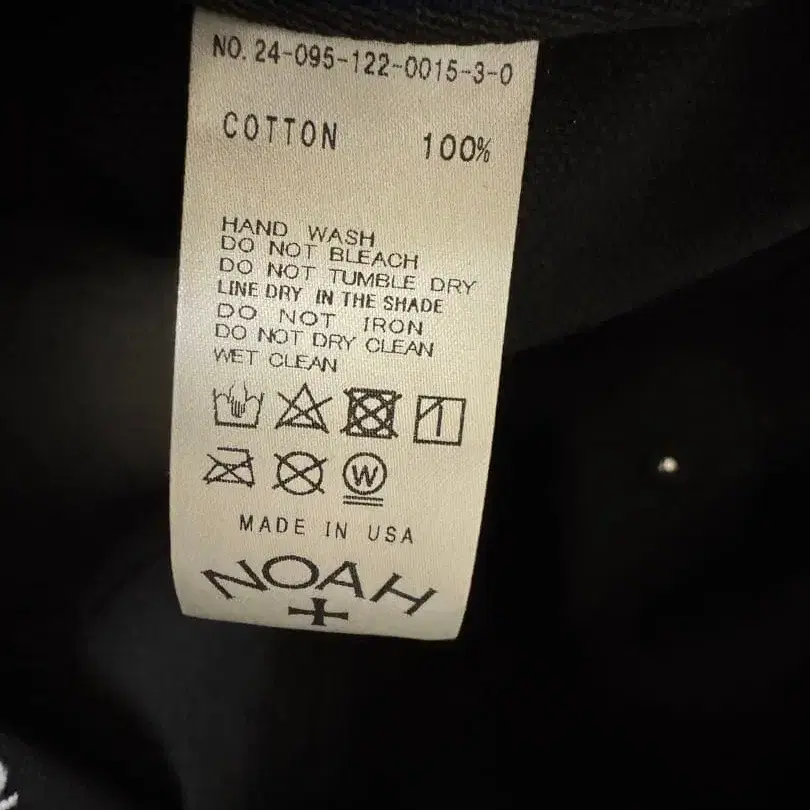 NO. 24-095-122-0015-3-0
COTTON 100%
HAND WASH
DO NOT BLEACH
DO NOT TUMBLE DRY
LINE DRY IN THE SHADE
DO NOT IRON
DO NOT DRY CLEAN
WET CLEAN
W
MADE IN USA
NOAH